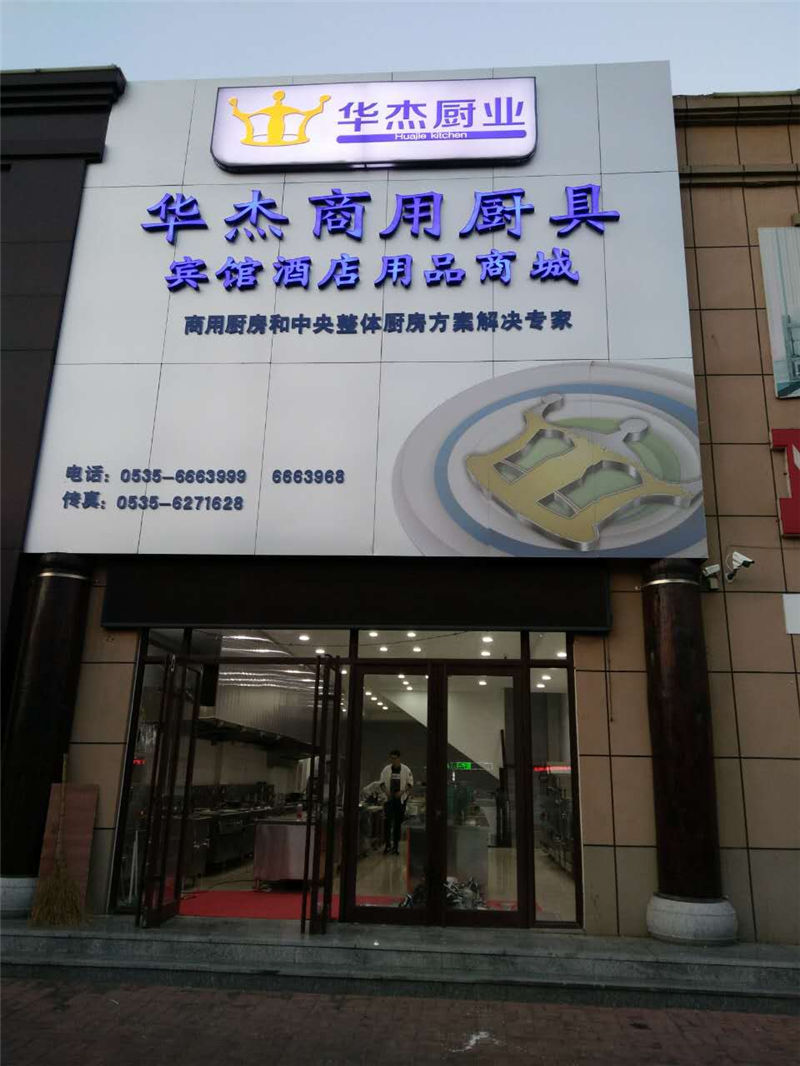 华杰厨业
Huajie kitchen
华杰商用厨具
宾馆酒店用品商城
商用厨房和中央整体厨房方案解决专家
电话：0535-6663999 6663968
传真：0535-6271628